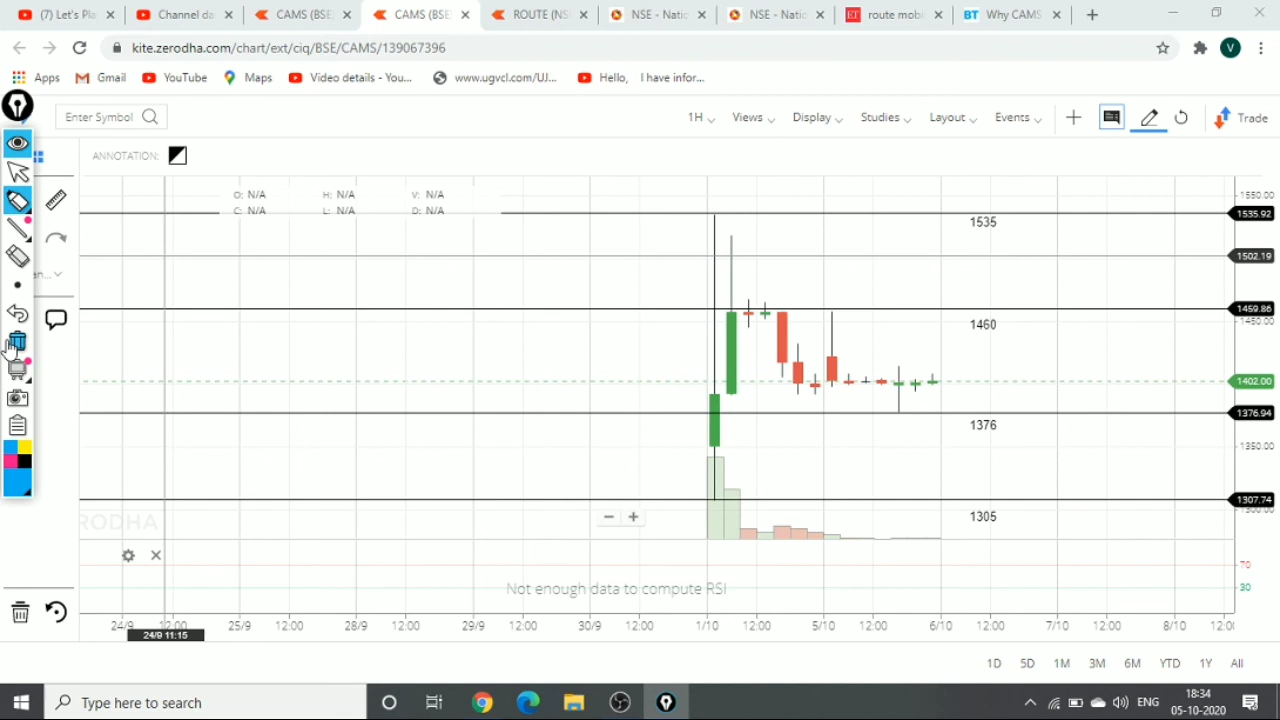 (7) Let's Pla
Channel da
CAMS (BSE
CAMS (BSE
ROUTE (NS
NSE - Natio
NSE - Natio
ET route mobi
BT Why CAMS
kite.zerodha.com/chart/ext/ciq/BSE/CAMS/139067396
V
Apps Gmail YouTube Maps Video details - You... www.ugvcl.com/UJ... Hello, I have infor...
Enter Symbol 1H Views Display Studies Layout Events Trade
ANNOTATION:
O: N/A H: N/A V: N/A
C: N/A L: N/A D: N/A
1550.00
1535.92
1535
1502.19
1459.86
1450.00
1460
1402.00
1376.94
1376
1350.00
1307.74
1305
1300.00
RODHA
70
Not enough data to compute RSI
30
24/9 12:00 25/9 12:00 28/9 12:00 29/9 12:00 30/9 12:00 1/10 12:00 5/10 12:00 6/10 12:00 7/10 12:00 8/10 12:0
24/9 11:15
1D 5D 1M 3M 6M YTD 1Y All
Type here to search
ENG
18:34
05-10-2020